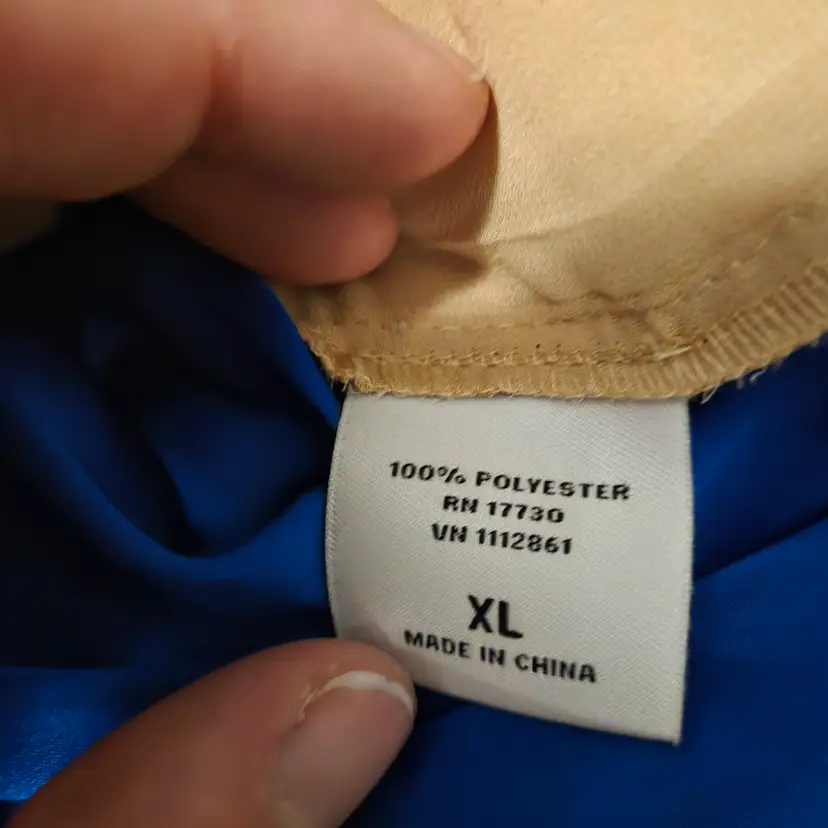 100% POLYESTER
RN 17730
VN 1112861
XL
MADE IN CHINA